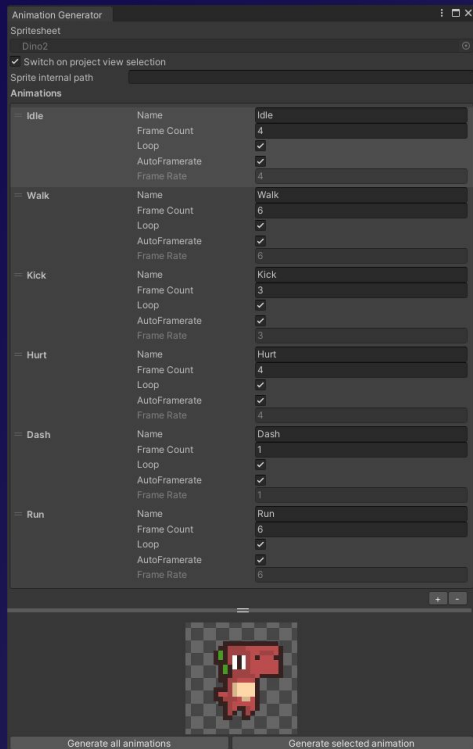 Animation Generator
Spritesheet
Dino2
Switch on project view selection
Sprite internal path
Animations
Idle Name Idle
Frame Count 4
Loop
AutoFramerate
Frame Rate 4
Walk Name Walk
Frame Count 6
Loop
AutoFramerate
Frame Rate 6
Kick Name Kick
Frame Count 3
Loop
AutoFramerate
Frame Rate 3
Hurt Name Hurt
Frame Count 4
Loop
AutoFramerate
Frame Rate 4
Dash Name Dash
Frame Count 1
Loop
AutoFramerate
Frame Rate 1
Run Name Run
Frame Count 6
Loop
AutoFramerate
Frame Rate 6
+ -
Generate all animations Generate selected animation